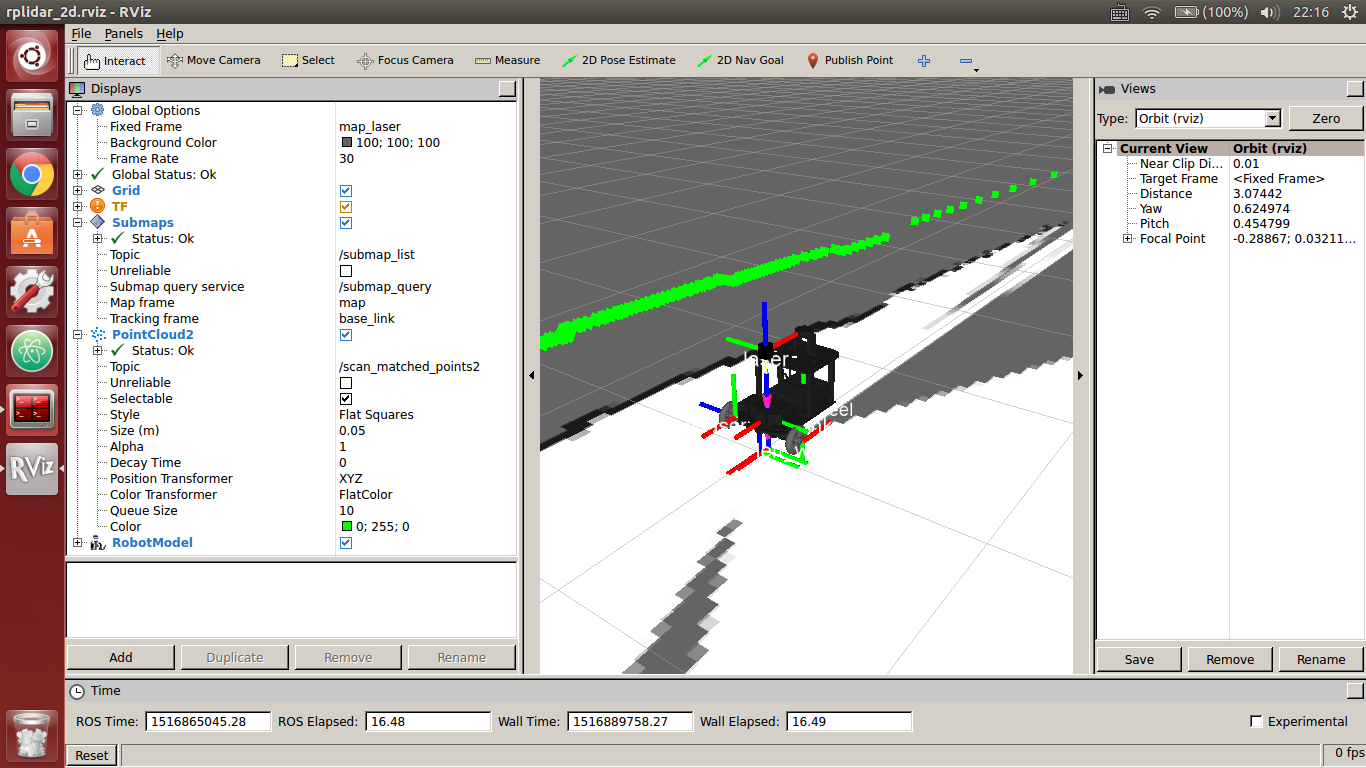 rplidar_2d.rviz - RViz
(100%) 22:16
File Panels Help
Interact Move Camera Select Focus Camera Measure 2D Pose Estimate 2D Nav Goal Publish Point
Displays
Global Options
Fixed Frame map_laser
Background Color 100; 100; 100
Frame Rate 30
Global Status: Ok
Grid
TF
Submaps
Status: Ok
Topic /submap_list
Unreliable
Submap query service /submap_query
Map frame map
Tracking frame base_link
PointCloud2
Status: Ok
Topic /scan_matched_points2
Unreliable
Selectable
Style Flat Squares
Size (m) 0.05
Alpha 1
Decay Time 0
Position Transformer XYZ
Color Transformer FlatColor
Queue Size 10
Color 0; 255; 0
RobotModel
Add Duplicate Remove Rename
laser
Views
Type: Orbit (rviz) Zero
Current View Orbit (rviz)
Near Clip Di... 0.01
Target Frame <Fixed Frame>
Distance 3.07442
Yaw 0.624974
Pitch 0.454799
Focal Point -0.28867; 0.03211...
Save Remove Rename
Time
ROS Time: 1516865045.28 ROS Elapsed: 16.48 Wall Time: 1516889758.27 Wall Elapsed: 16.49 Experimental
Reset 0 fps
RViz